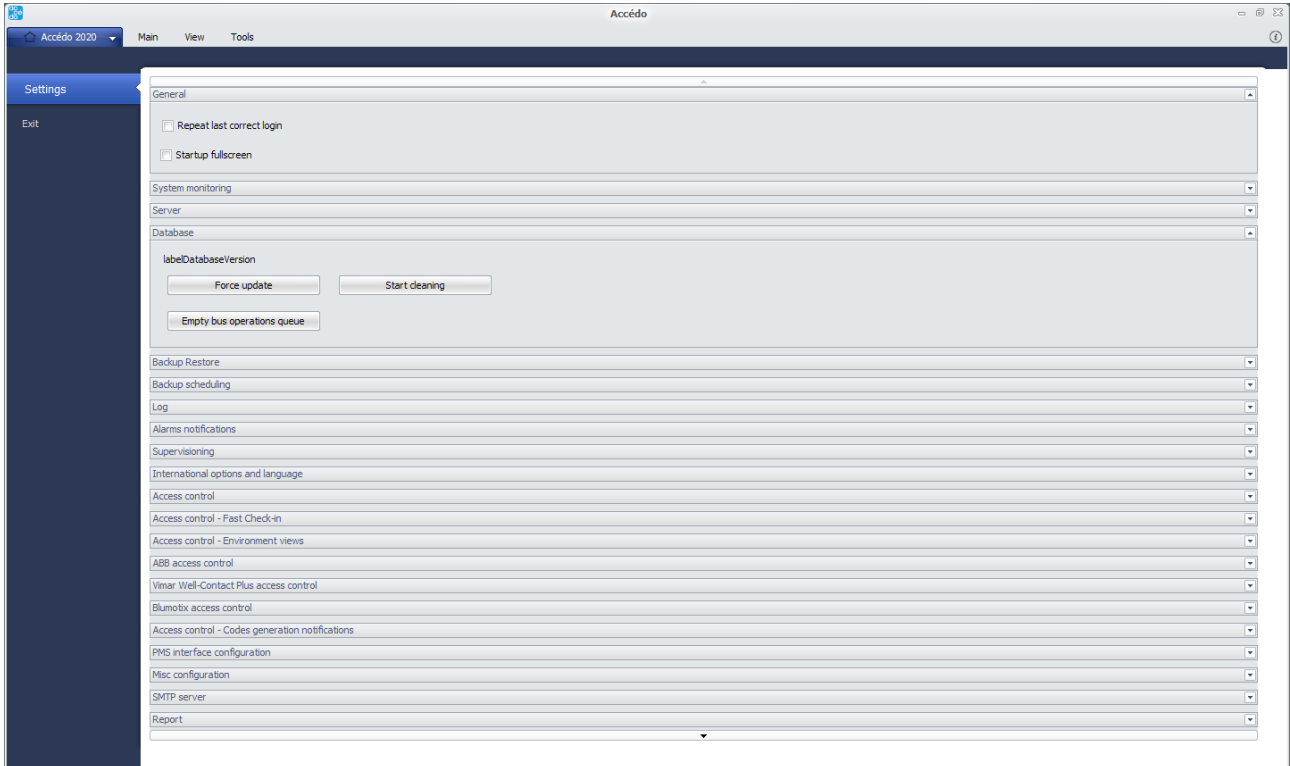 Accédo
Accédo 2020 Main View Tools
Settings
Exit
General
Repeat last correct login
Startup fullscreen
System monitoring
Server
Database
labelDatabaseVersion
Force update Start cleaning
Empty bus operations queue
Backup Restore
Backup scheduling
Log
Alarms notifications
Supervisioning
International options and language
Access control
Access control - Fast Check-in
Access control - Environment views
ABB access control
Vimar Well-Contact Plus access control
Blumotix access control
Access control - Codes generation notifications
PMS interface configuration
Misc configuration
SMTP server
Report